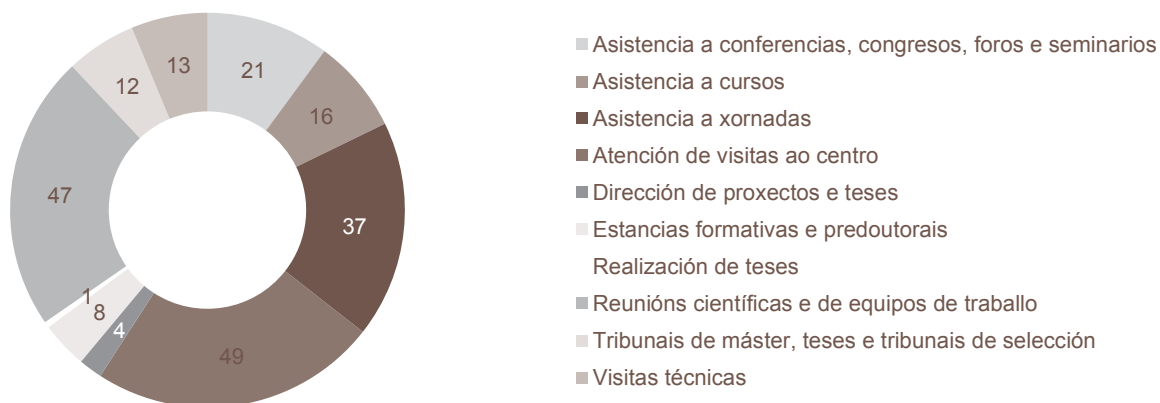 21
16
37
49
4
8
1
47
12
13
Asistencia a conferencias, congresos, foros e seminarios
Asistencia a cursos
Asistencia a xornadas
Atención de visitas ao centro
Dirección de proxectos e teses
Estancias formativas e predoutorais
Realización de teses
Reunións científicas e de equipos de traballo
Tribunais de máster, teses e tribunais de selección
Visitas técnicas